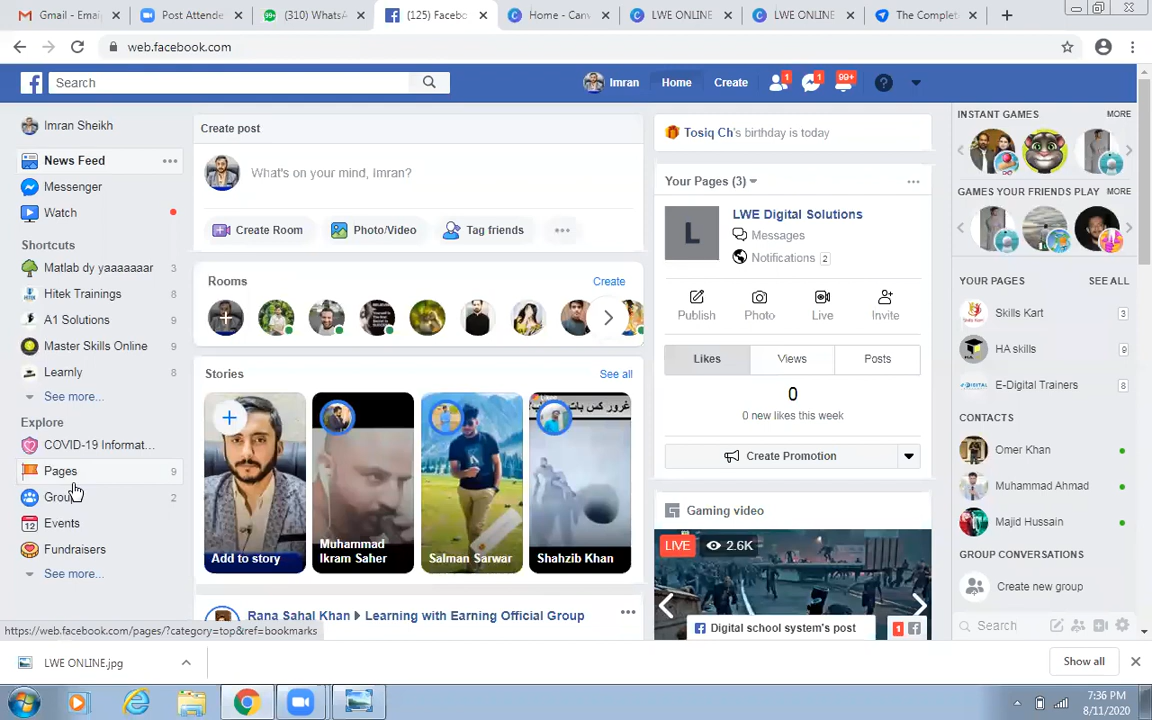 Gmail - Emai
Post Attende
(310) WhatsA
(125) Facebo
Home - Canv
LWE ONLINE
LWE ONLINE
The Complet
web.facebook.com
Search
Imran
Home
Create
1
1
99+
Imran Sheikh
News Feed
Messenger
Watch
Shortcuts
Matlab dy yaaaaaar 3
Hitek Trainings 8
A1 Solutions 9
Master Skills Online 9
Learnly 8
See more...
Explore
COVID-19 Informat...
Pages 9
Grou 2
Events
Fundraisers
See more...
Create post
What's on your mind, Imran?
Create Room
Photo/Video
Tag friends
Rooms
Create
Stories
See all
Add to story
Muhammad
Ikram Saher
Salman Sarwar
Shahzib Khan
Rana Sahal Khan
Learning with Earning Official Group
Tosiq Ch's birthday is today
Your Pages (3)
L
LWE Digital Solutions
Messages
Notifications 2
Publish
Photo
Live
Invite
Likes
Views
Posts
0
0 new likes this week
Create Promotion
Gaming video
LIVE
2.6K
Digital school system's post
1
INSTANT GAMES
MORE
GAMES YOUR FRIENDS PLAY
MORE
YOUR PAGES
SEE ALL
Skills Kart 3
HA skills 9
E-Digital Trainers 8
CONTACTS
Omer Khan
Muhammad Ahmad
Majid Hussain
GROUP CONVERSATIONS
Create new group
Search
https://web.facebook.com/pages/?category=top&ref=bookmarks
LWE ONLINE.jpg
Show all
7:36 PM
8/11/2020